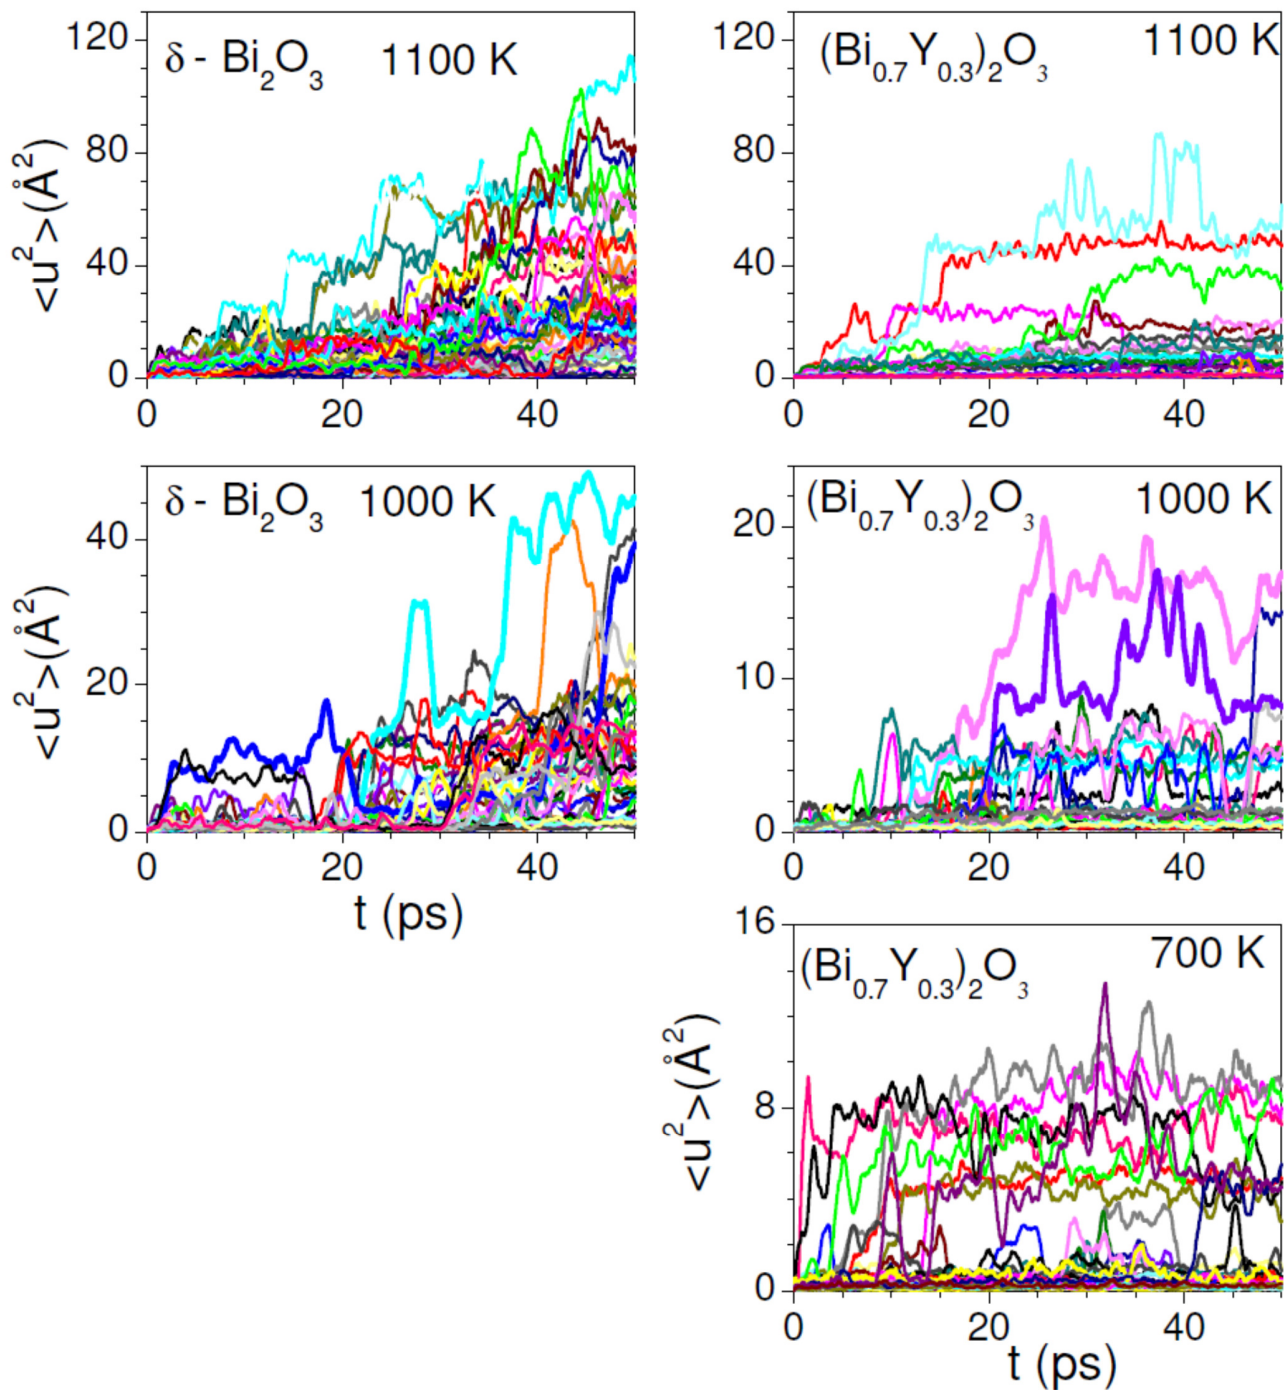 δ - Bi₂O₃ 1100 K
<u²>(Å²)
120
80
40
0
0 20 40
(Bi₀.₇Y₀.₃)₂O₃ 1100 K
120
80
40
0
0 20 40
δ - Bi₂O₃ 1000 K
<u²>(Å²)
40
20
0
0 20 40
t (ps)
(Bi₀.₇Y₀.₃)₂O₃ 1000 K
20
10
0
0 20 40
(Bi₀.₇Y₀.₃)₂O₃ 700 K
<u²>(Å²)
16
8
0
0 20 40
t (ps)